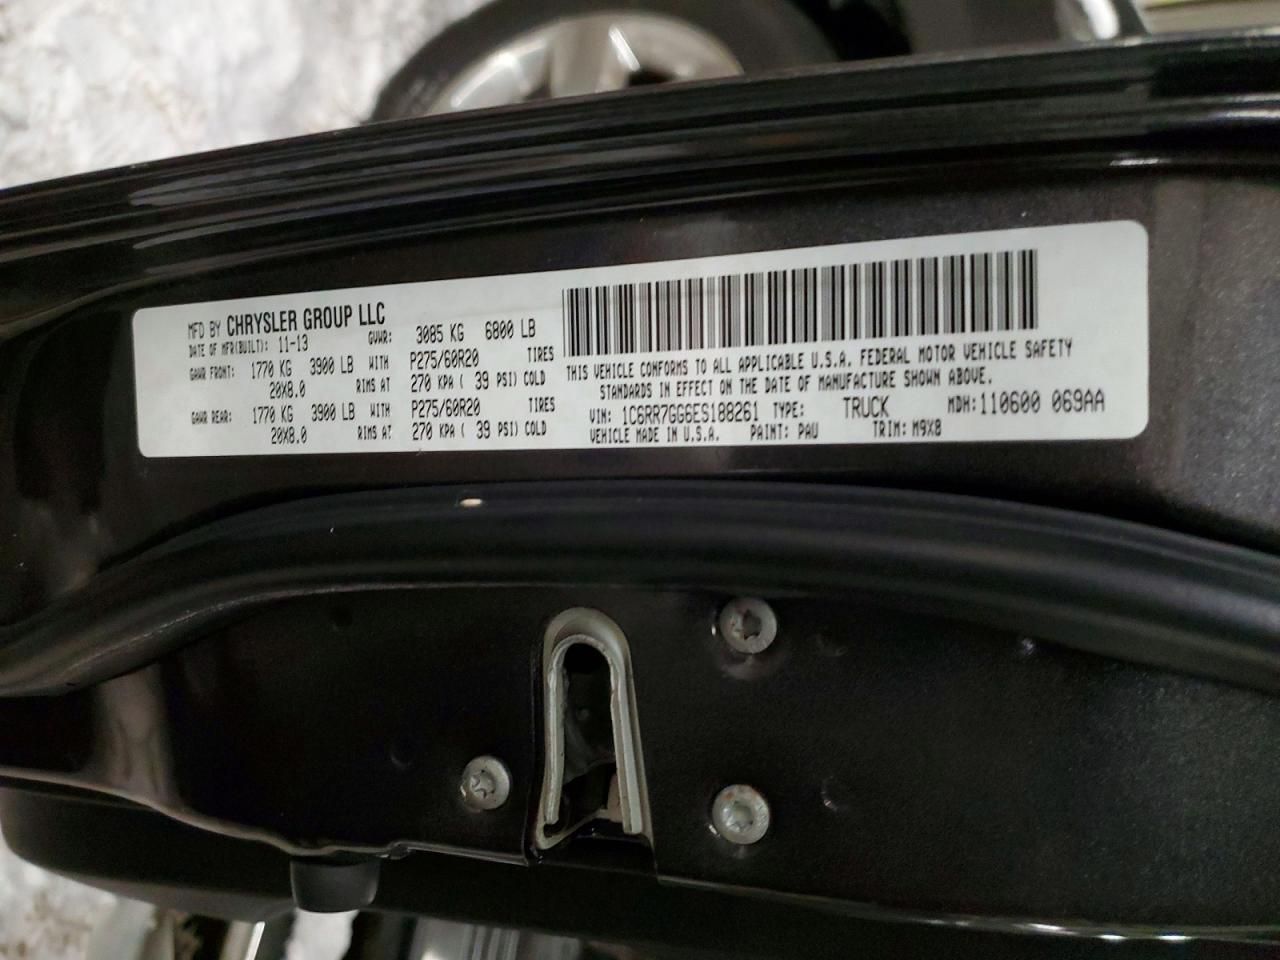 MFD BY CHRYSLER GROUP LLC
DATE OF MFR(BUILT): 11-13 GVWR: 3085 KG 6800 LB
GAWR FRONT: 1770 KG 3900 LB WITH P275/60R20 TIRES
20X8.0 RIMS AT 270 KPA ( 39 PSI) COLD
GAWR REAR: 1770 KG 3900 LB WITH P275/60R20 TIRES
20X8.0 RIMS AT 270 KPA ( 39 PSI) COLD
THIS VEHICLE CONFORMS TO ALL APPLICABLE U.S.A. FEDERAL MOTOR VEHICLE SAFETY
STANDARDS IN EFFECT ON THE DATE OF MANUFACTURE SHOWN ABOVE.
VIN: 1C6RR7GG6ES188261 TYPE: TRUCK MDH: 110600 069AA
VEHICLE MADE IN U.S.A. PAINT: PAU TRIM: M9X8